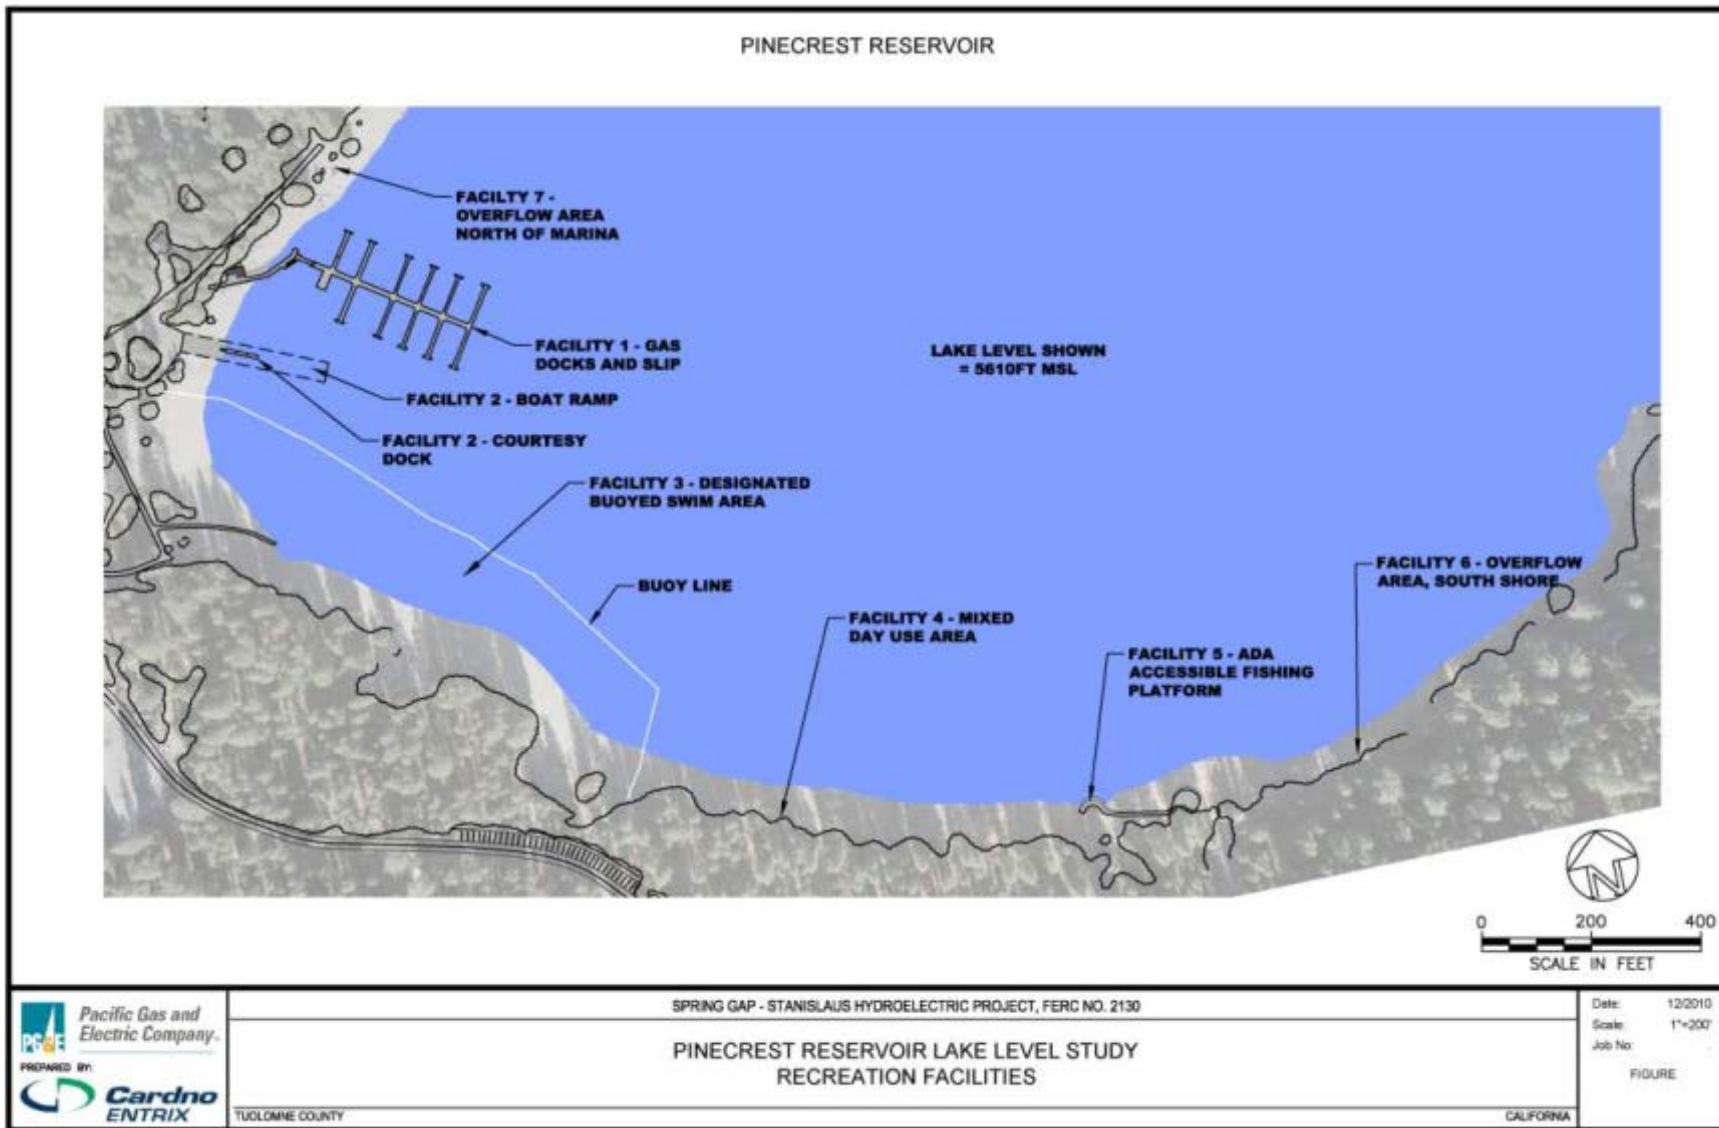 PINECREST RESERVOIR
FACILTY 7 -
OVERFLOW AREA
NORTH OF MARINA
FACILITY 1 - GAS
DOCKS AND SLIP
LAKE LEVEL SHOWN
= 5610FT MSL
FACILITY 2 - BOAT RAMP
FACILITY 2 - COURTESY
DOCK
FACILITY 3 - DESIGNATED
BUOYED SWIM AREA
BUOY LINE
FACILITY 4 - MIXED
DAY USE AREA
FACILITY 5 - ADA
ACCESSIBLE FISHING
PLATFORM
FACILITY 6 - OVERFLOW
AREA, SOUTH SHORE
N
0 200 400
SCALE IN FEET
PG&E
Pacific Gas and
Electric Company.
PREPARED BY:
Cardno
ENTRIX
SPRING GAP - STANISLAUS HYDROELECTRIC PROJECT, FERC NO. 2130
PINECREST RESERVOIR LAKE LEVEL STUDY
RECREATION FACILITIES
TUOLOMNE COUNTY
CALIFORNIA
Date: 12/2010
Scale: 1"=200'
Job No: .
FIGURE